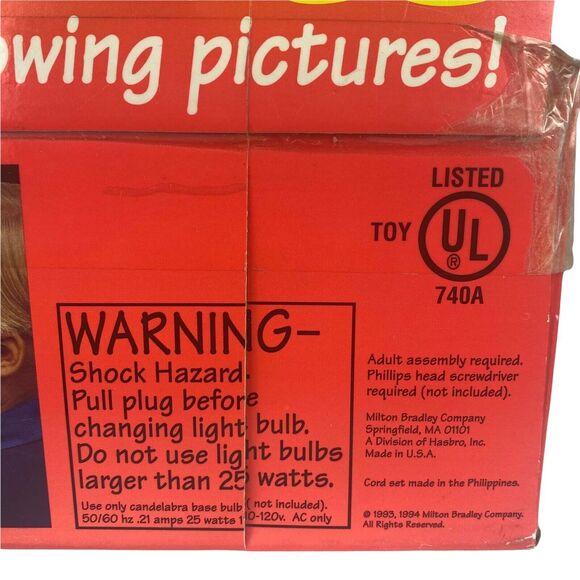 owing pictures!
LISTED
TOY UL
®
740A
WARNING-
Shock Hazard.
Pull plug before
changing light bulb.
Do not use light bulbs
larger than 25 watts.
Use only candelabra base bulb ( not included).
50/60 hz .21 amps 25 watts 110-120v. AC only
Adult assembly required.
Phillips head screwdriver
required (not included).
Milton Bradley Company
Springfield, MA 01101
A Division of Hasbro, Inc.
Made in U.S.A.
Cord set made in the Philippines.
© 1993, 1994 Milton Bradley Company.
All Rights Reserved.